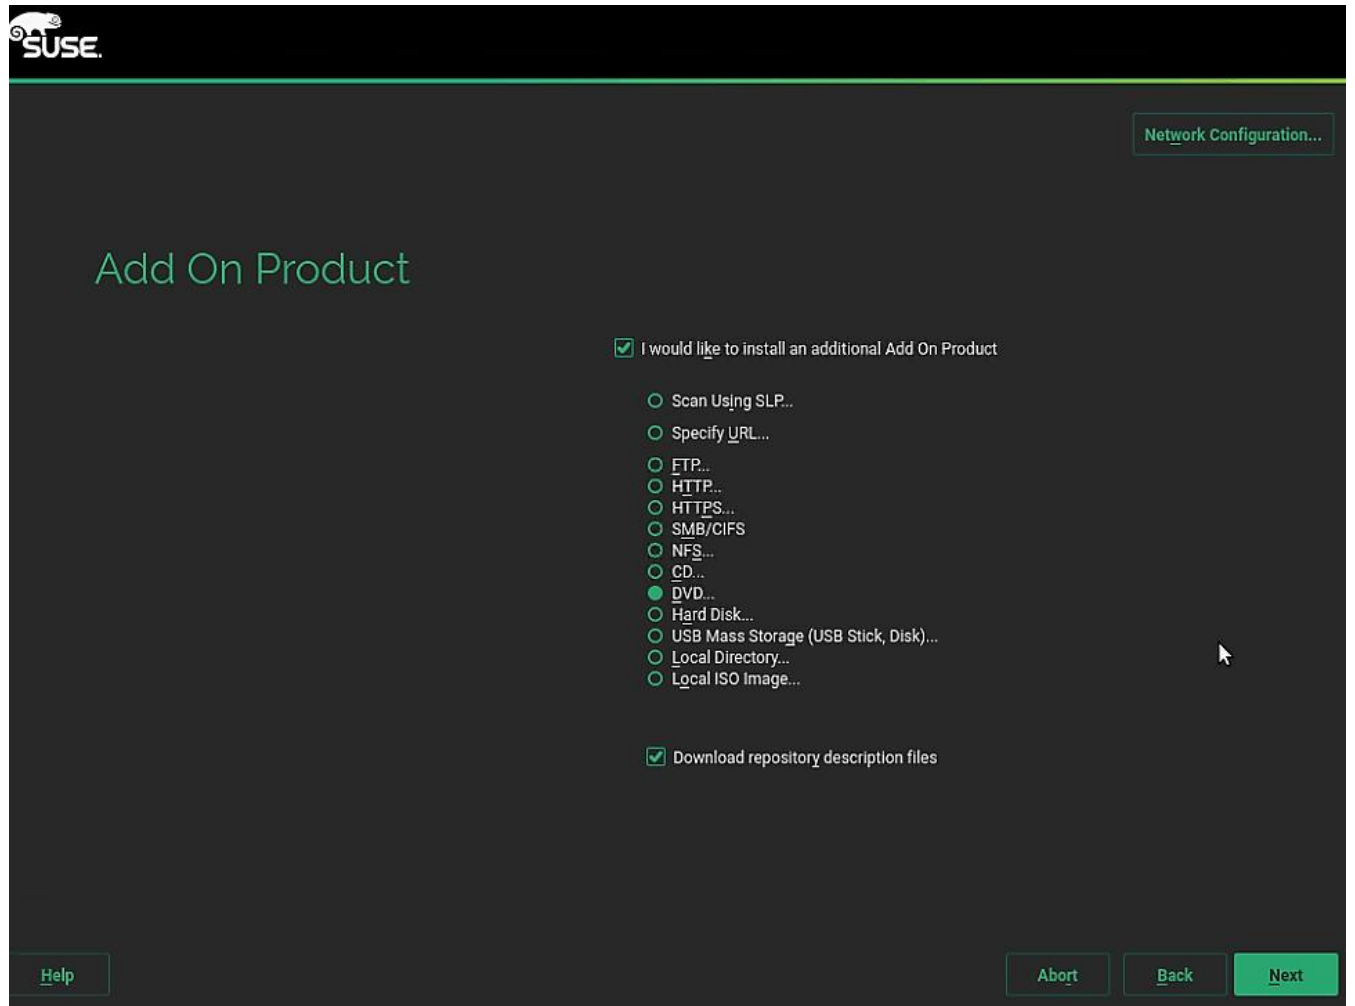 SUSE.
Network Configuration...
Add On Product
I would like to install an additional Add On Product
Scan Using SLP...
Specify URL...
FTP...
HTTP...
HTTPS...
SMB/CIFS
NFS...
CD...
DVD...
Hard Disk...
USB Mass Storage (USB Stick, Disk)...
Local Directory...
Local ISO Image...
Download repository description files
Help
Abort
Back
Next